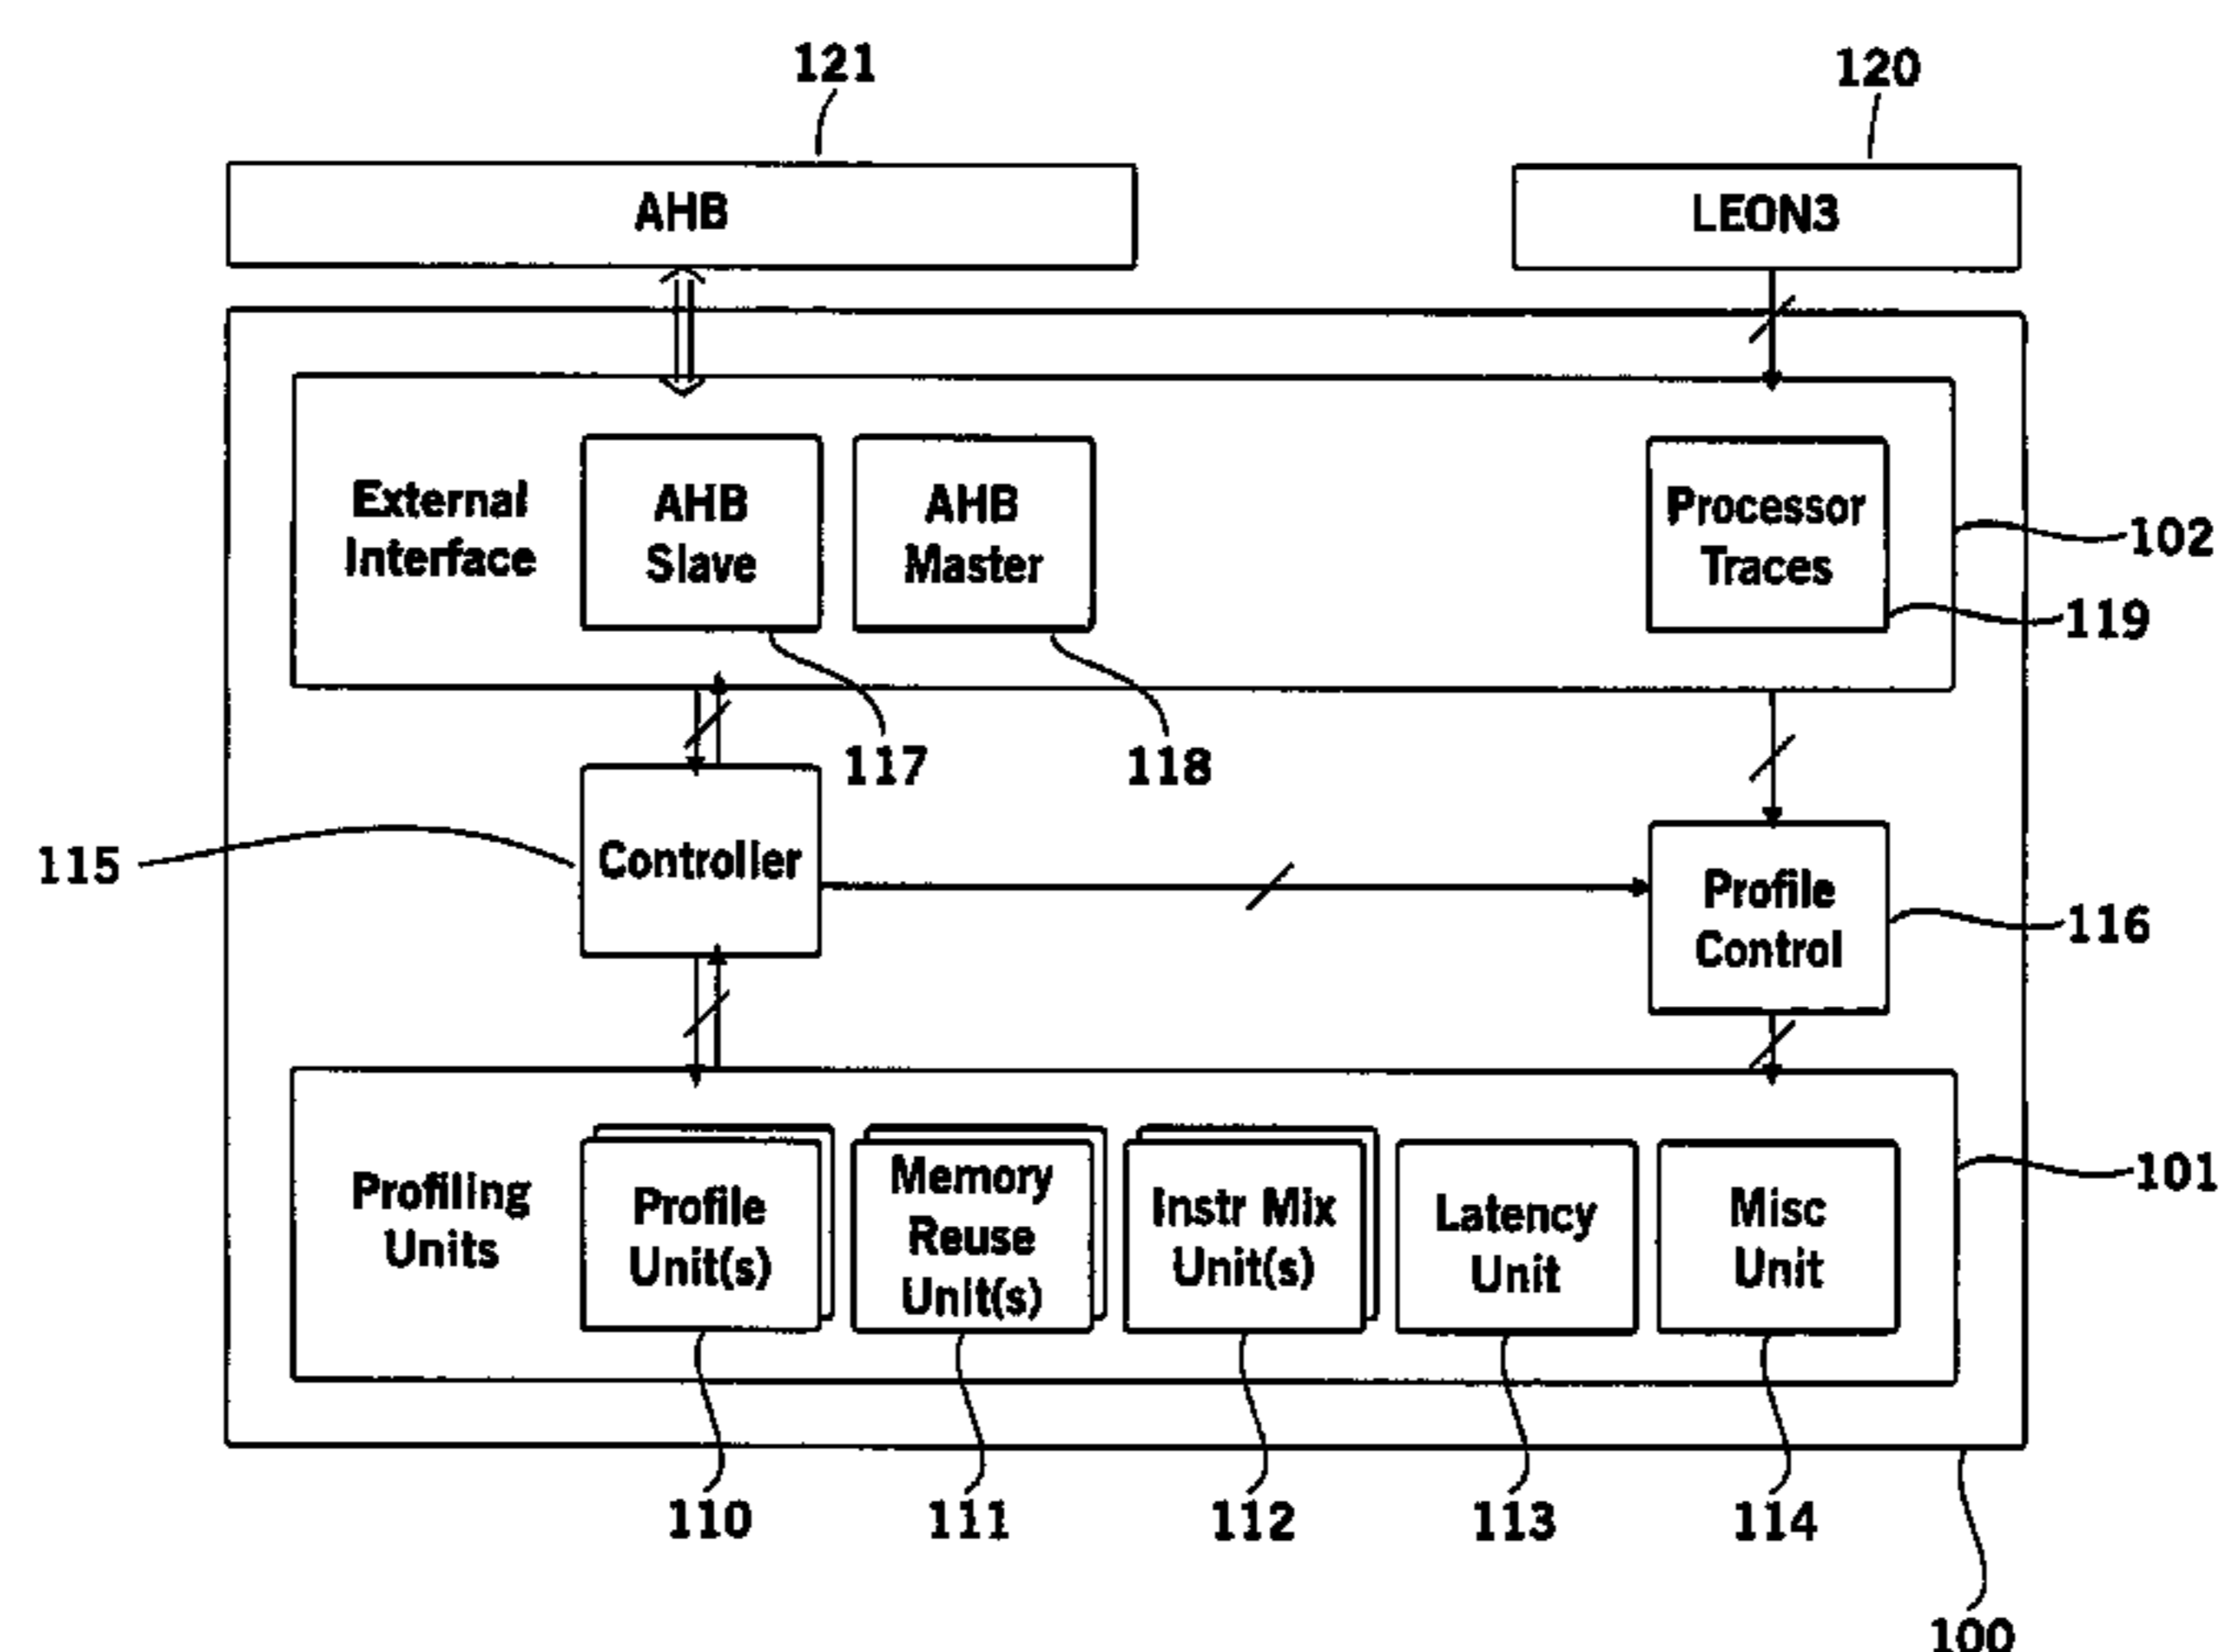 121
120
AHB
LEON3
External
Interface
AHB
Slave
AHB
Master
Processor
Traces
102
119
117
118
115
Controller
Profile
Control
116
Profiling
Units
Profile
Unit(s)
Memory
Reuse
Unit(s)
Instr Mix
Unit(s)
Latency
Unit
Misc
Unit
101
110
111
112
113
114
100